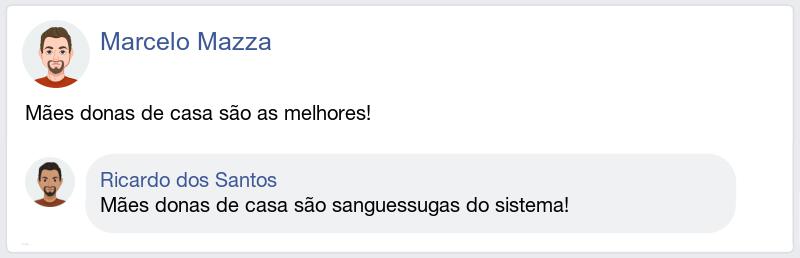 Marcelo Mazza
Mães donas de casa são as melhores!
Ricardo dos Santos
Mães donas de casa são sanguessugas do sistema!